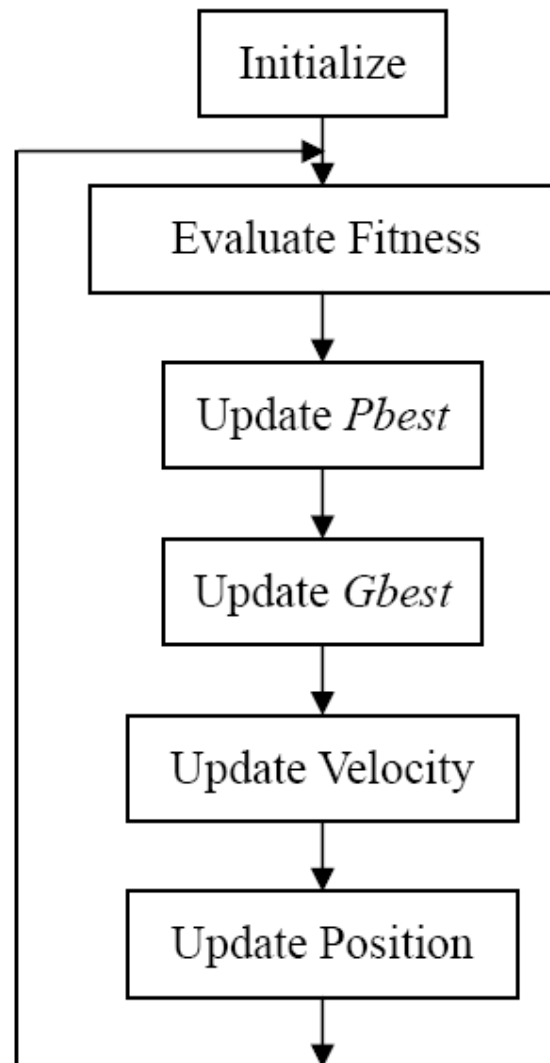 Initialize
Evaluate Fitness
Update Pbest
Update Gbest
Update Velocity
Update Position